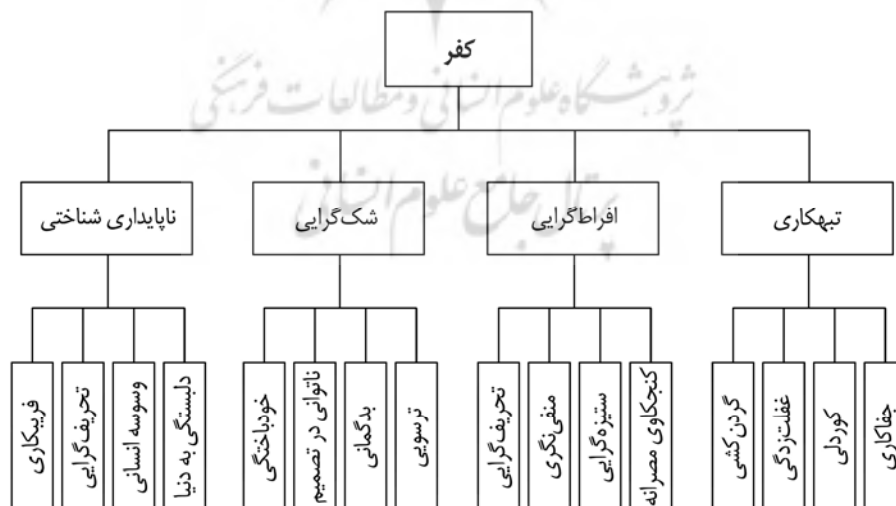 کفر
پژوهشگاه علوم انسانی و مطالعات فرهنگی
پرتال جامع علوم انسانی
تبهکاری
افراط‌گرایی
شک‌گرایی
ناپایداری شناختی
جفاکاری
کوردلی
غفلت‌زدگی
گردن‌کشی
کنجکاوی مصرانه
ستیزه‌گرایی
منفی‌نگری
تحریف‌گرایی
ترسویی
بدگمانی
ناتوانی در تصمیم
خودباختگی
دلبستگی به دنیا
وسوسه انسانی
تحریف‌گرایی
فریبکاری